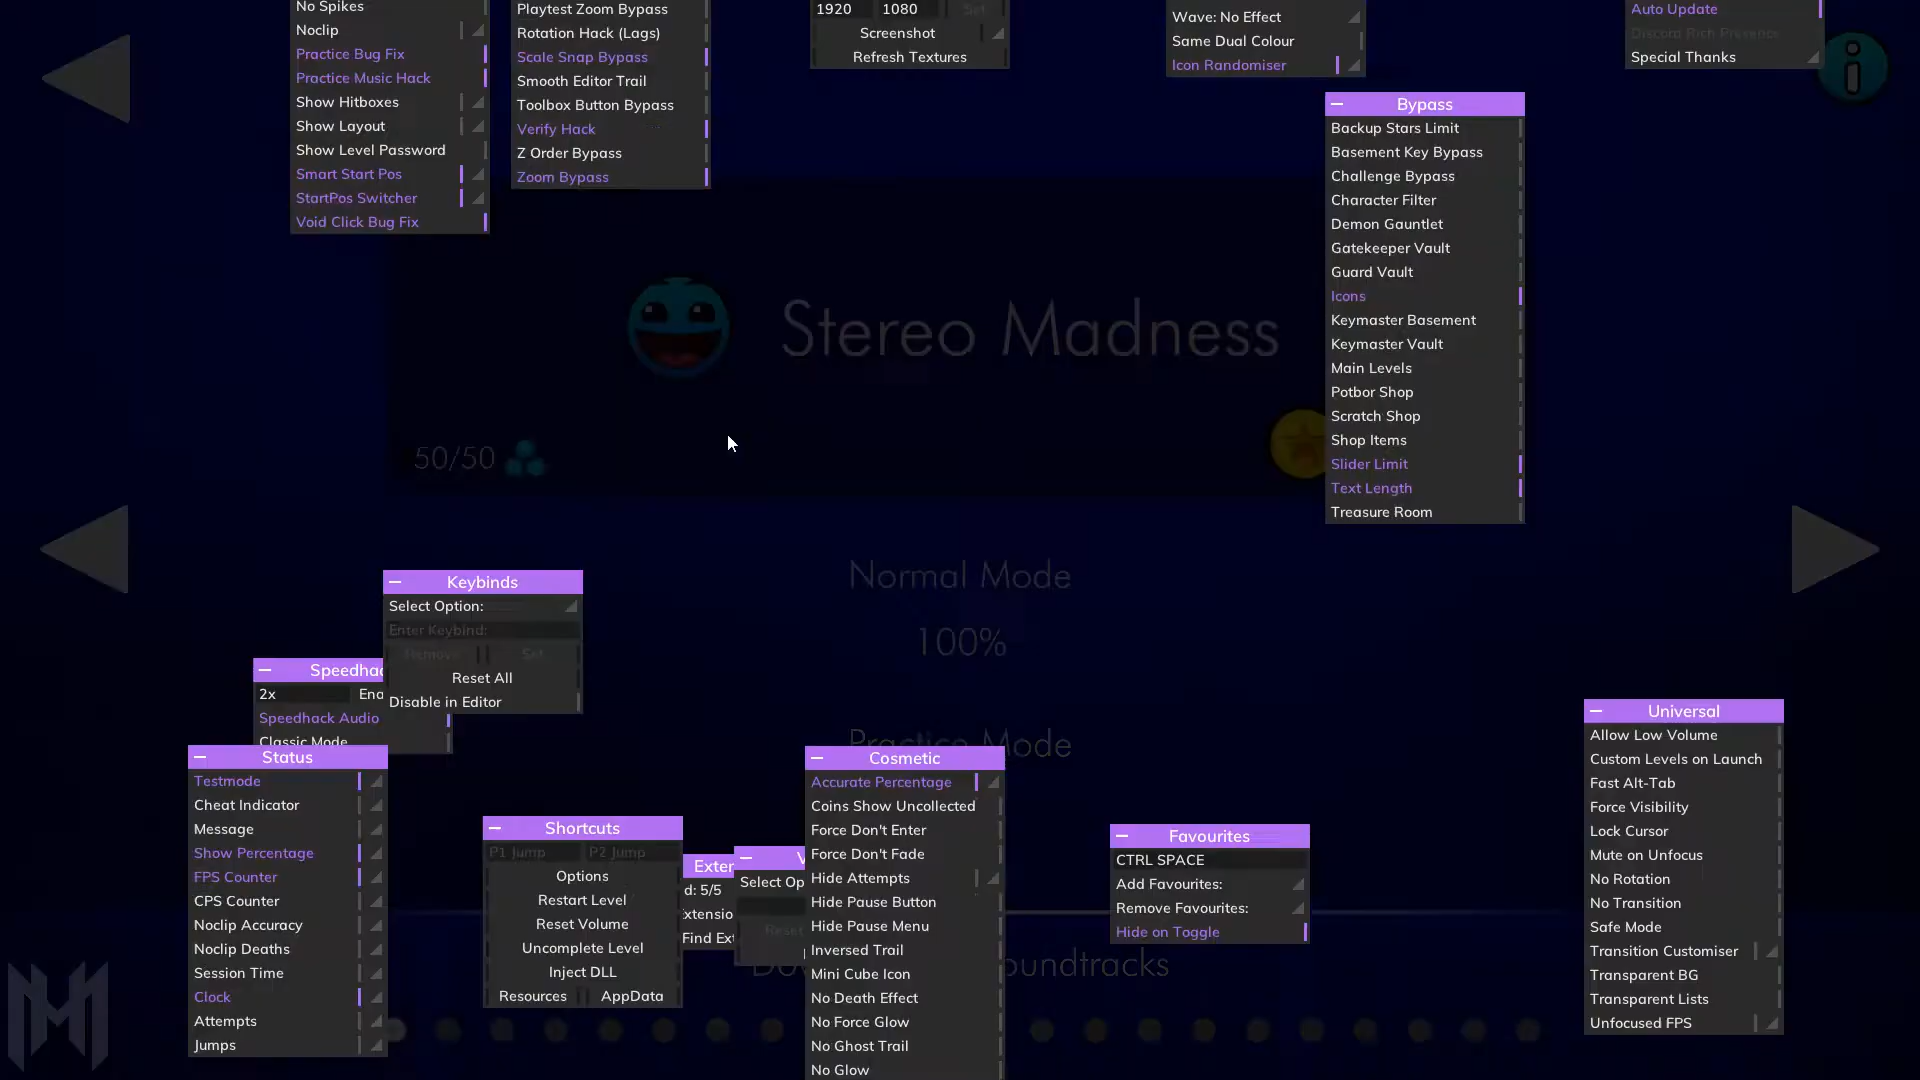 No Spikes
Noclip
Practice Bug Fix
Practice Music Hack
Show Hitboxes
Show Layout
Show Level Password
Smart Start Pos
StartPos Switcher
Void Click Bug Fix
Playtest Zoom Bypass
Rotation Hack (Lags)
Scale Snap Bypass
Smooth Editor Trail
Toolbox Button Bypass
Verify Hack
Z Order Bypass
Zoom Bypass
1920 1080 Set
Screenshot
Refresh Textures
Wave: No Effect
Same Dual Colour
Icon Randomiser
Auto Update
Discord Rich Presence
Special Thanks
Bypass
Backup Stars Limit
Basement Key Bypass
Challenge Bypass
Character Filter
Demon Gauntlet
Gatekeeper Vault
Guard Vault
Icons
Keymaster Basement
Keymaster Vault
Main Levels
Potbor Shop
Scratch Shop
Shop Items
Slider Limit
Text Length
Treasure Room
Stereo Madness
50/50
Normal Mode
100%
Practice Mode
Keybinds
Select Option:
Enter Keybind:
Remove Set
Reset All
Disable in Editor
Speedhac
2x Ena
Speedhack Audio
Classic Mode
Status
Testmode
Cheat Indicator
Message
Show Percentage
FPS Counter
CPS Counter
Noclip Accuracy
Noclip Deaths
Session Time
Clock
Attempts
Jumps
Shortcuts
P1 Jump P2 Jump
Options
Restart Level
Reset Volume
Uncomplete Level
Inject DLL
Resources AppData
Exter
d: 5/5
Extensio
Find Ext
Select Op
Reset
Cosmetic
Accurate Percentage
Coins Show Uncollected
Force Don't Enter
Force Don't Fade
Hide Attempts
Hide Pause Button
Hide Pause Menu
Inversed Trail
Mini Cube Icon
No Death Effect
No Force Glow
No Ghost Trail
No Glow
Favourites
CTRL SPACE
Add Favourites:
Remove Favourites:
Hide on Toggle
oundtracks
Universal
Allow Low Volume
Custom Levels on Launch
Fast Alt-Tab
Force Visibility
Lock Cursor
Mute on Unfocus
No Rotation
No Transition
Safe Mode
Transition Customiser
Transparent BG
Transparent Lists
Unfocused FPS